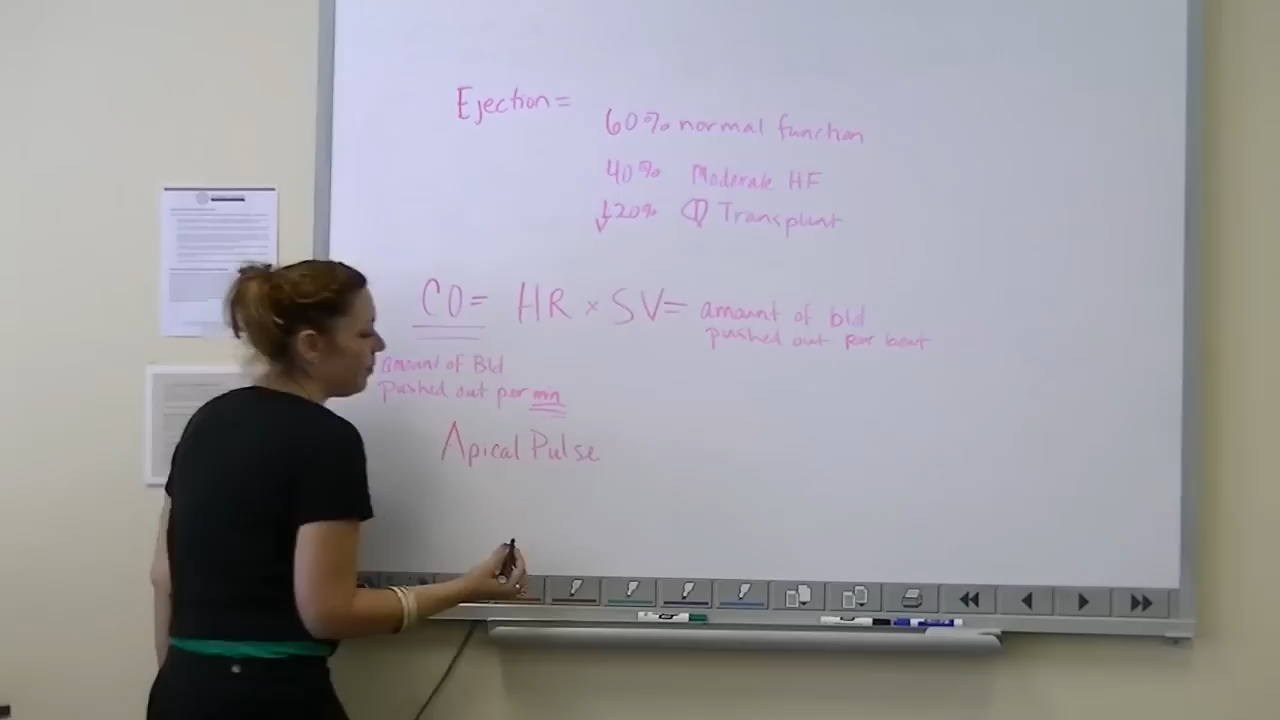 Ejection =
60% normal function
40% Moderate HF
↓20% Transplant
CO= HR × SV= amount of bld
pushed out per beat
amount of Bld
pushed out per min
Apical Pulse